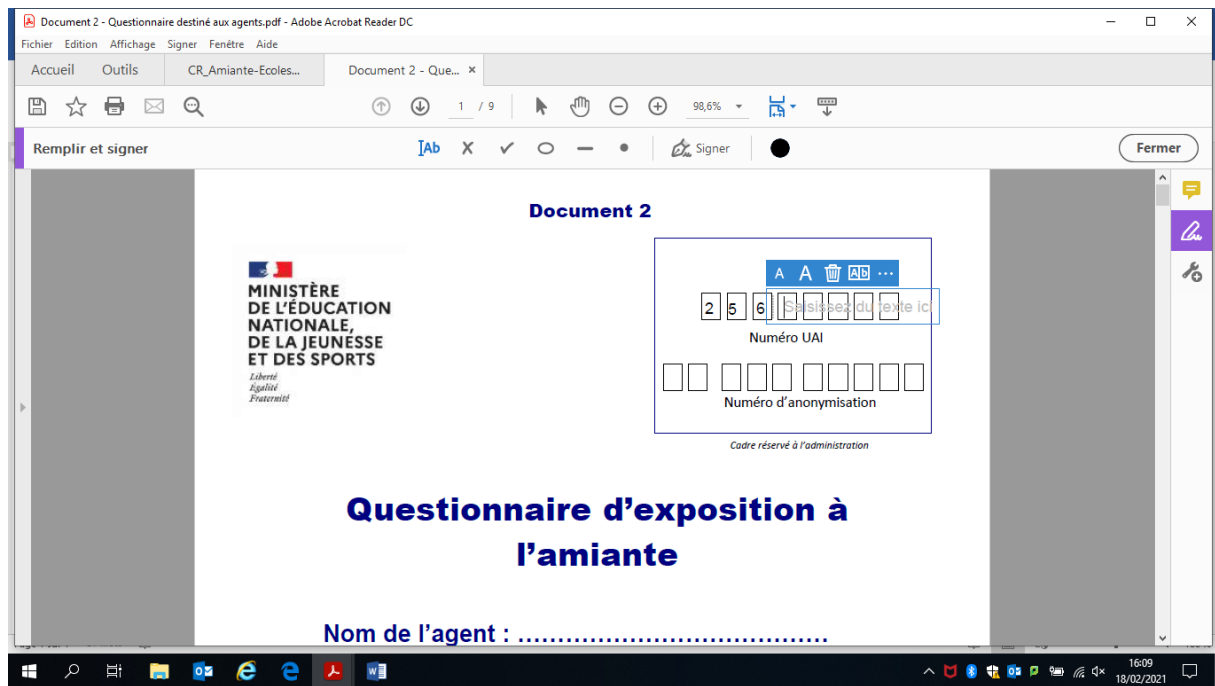 Document 2 - Questionnaire destiné aux agents.pdf - Adobe Acrobat Reader DC
Fichier Edition Affichage Signer Fenêtre Aide
Accueil Outils CR_Amiante-Ecoles... Document 2 - Que... ×
1 / 9 98,6%
Remplir et signer Ab Signer Fermer
Document 2
MINISTÈRE
DE L'ÉDUCATION
NATIONALE,
DE LA JEUNESSE
ET DES SPORTS
Liberté
Égalité
Fraternité
A A Ab ...
2 5 6 Saisissez du texte ici
Numéro UAI
Numéro d'anonymisation
Cadre réservé à l'administration
Questionnaire d'exposition à
l'amiante
Nom de l'agent : .......................................
16:09
18/02/2021